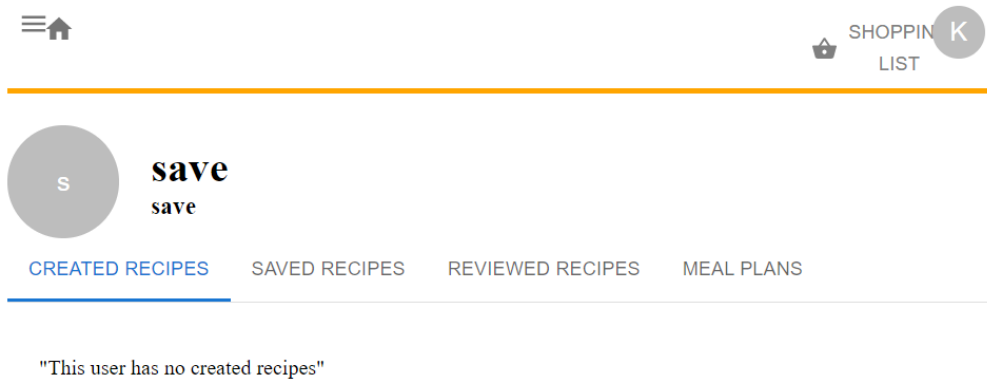 SHOPPIN K
LIST
s
save
save
CREATED RECIPES SAVED RECIPES REVIEWED RECIPES MEAL PLANS
"This user has no created recipes"